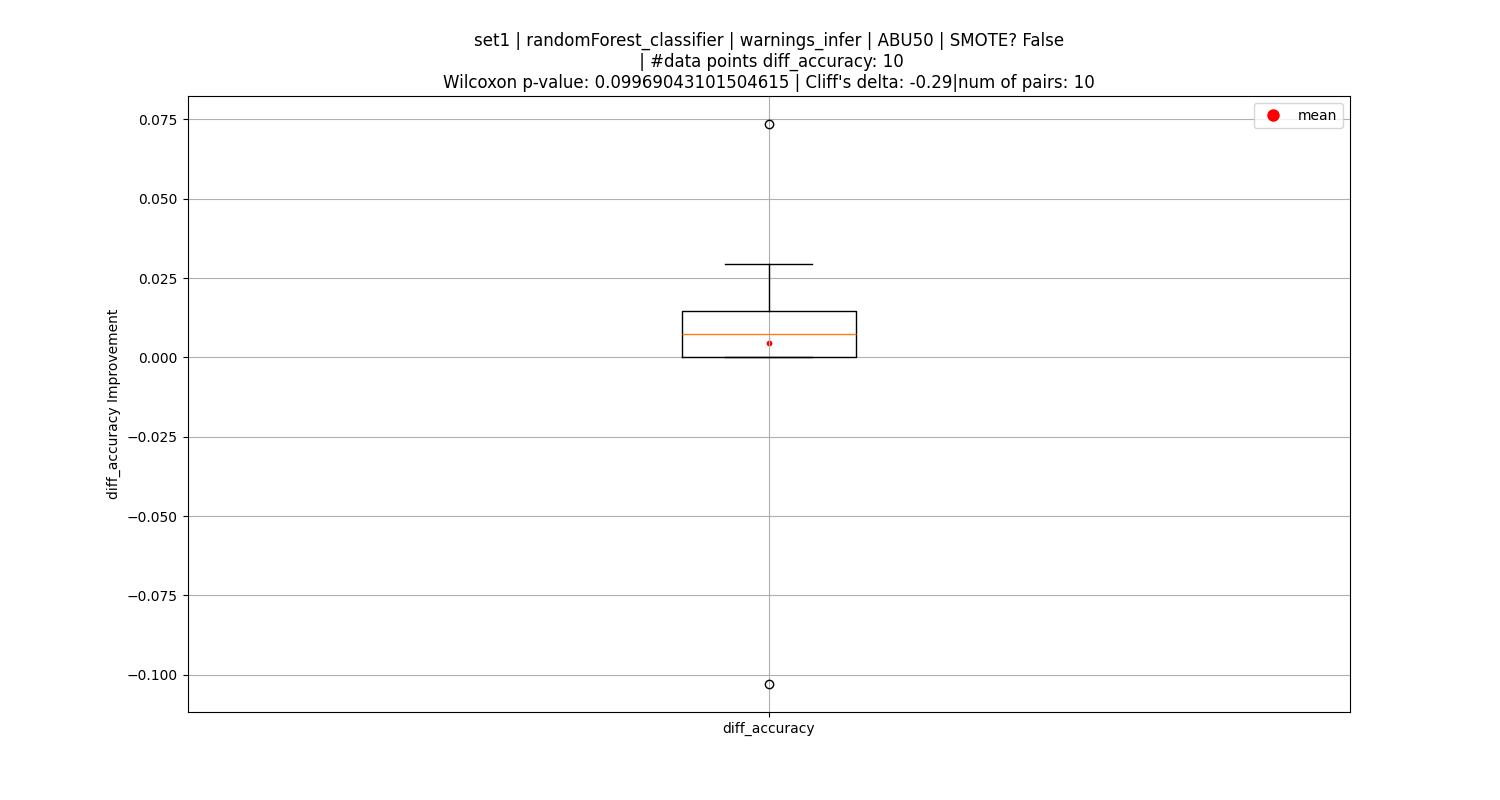 set1 | randomForest_classifier | warnings_infer | ABU50 | SMOTE? False
| #data points diff_accuracy: 10
Wilcoxon p-value: 0.09969043101504615 | Cliff's delta: -0.29|num of pairs: 10
mean
0.075
0.050
0.025
0.000
−0.025
−0.050
−0.075
−0.100
diff_accuracy Improvement
diff_accuracy